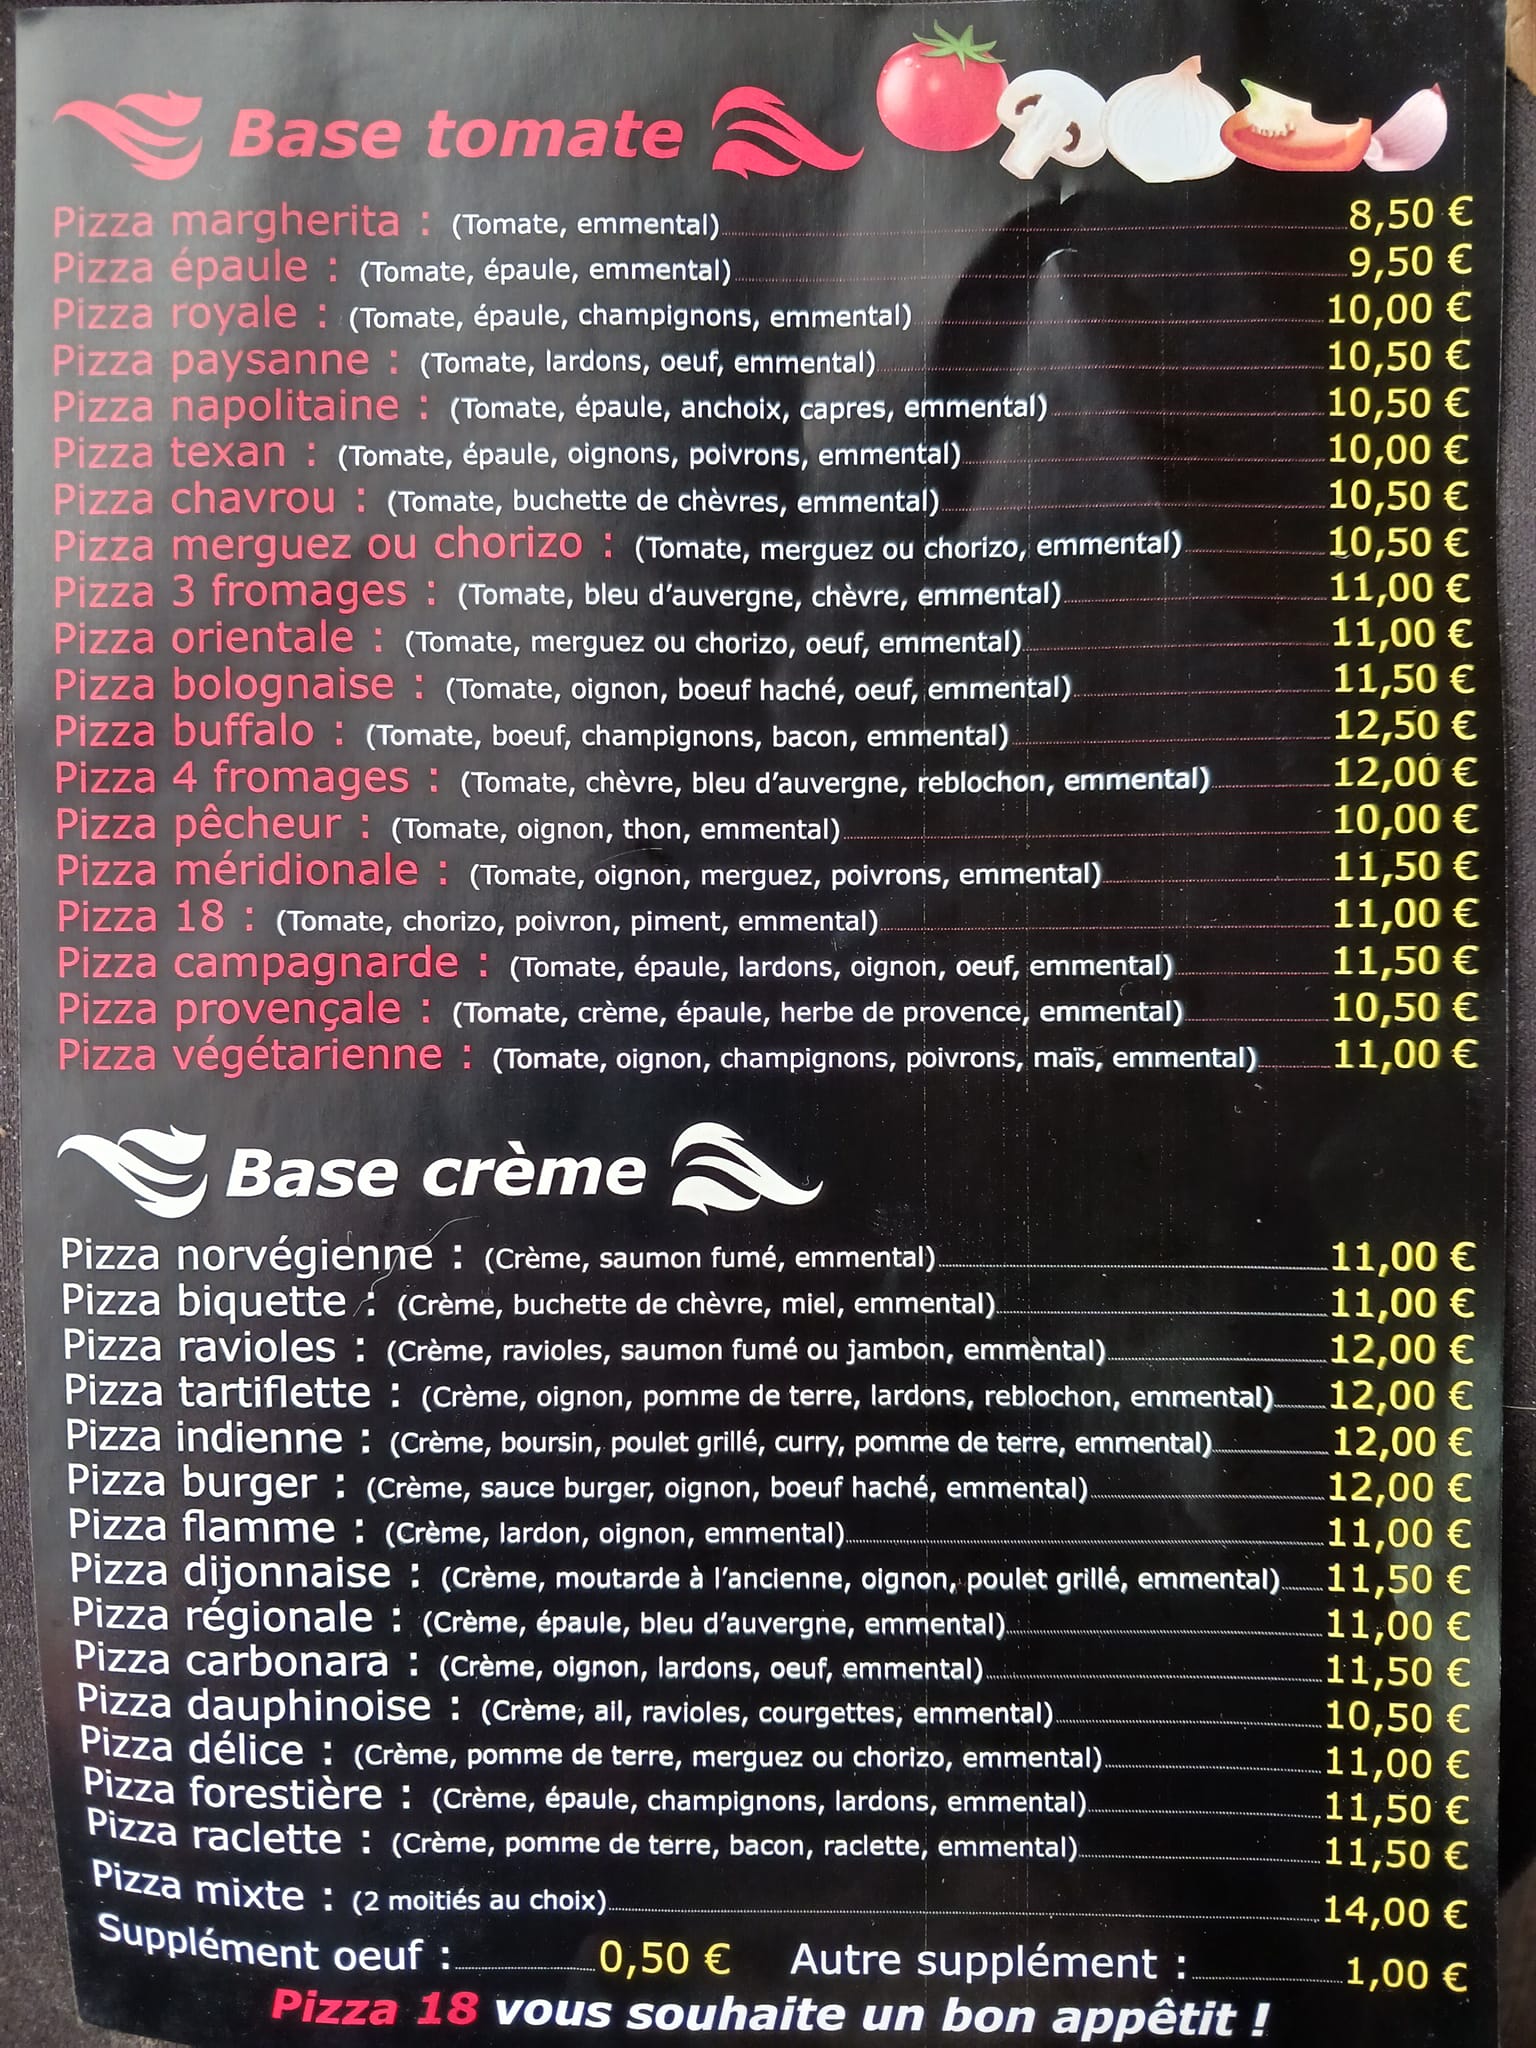 Base tomate
Pizza margherita : (Tomate, emmental) 8,50 €
Pizza épaule : (Tomate, épaule, emmental) 9,50 €
Pizza royale : (Tomate, épaule, champignons, emmental) 10,00 €
Pizza paysanne : (Tomate, lardons, oeuf, emmental) 10,50 €
Pizza napolitaine : (Tomate, épaule, anchoix, capres, emmental) 10,50 €
Pizza texan : (Tomate, épaule, oignons, poivrons, emmental) 10,00 €
Pizza chavrou : (Tomate, buchette de chèvres, emmental) 10,50 €
Pizza merguez ou chorizo : (Tomate, merguez ou chorizo, emmental) 10,50 €
Pizza 3 fromages : (Tomate, bleu d'auvergne, chèvre, emmental) 11,00 €
Pizza orientale : (Tomate, merguez ou chorizo, oeuf, emmental) 11,00 €
Pizza bolognaise : (Tomate, oignon, boeuf haché, oeuf, emmental) 11,50 €
Pizza buffalo : (Tomate, boeuf, champignons, bacon, emmental) 12,50 €
Pizza 4 fromages : (Tomate, chèvre, bleu d'auvergne, reblochon, emmental) 12,00 €
Pizza pêcheur : (Tomate, oignon, thon, emmental) 10,00 €
Pizza méridionale : (Tomate, oignon, merguez, poivrons, emmental) 11,50 €
Pizza 18 : (Tomate, chorizo, poivron, piment, emmental) 11,00 €
Pizza campagnarde : (Tomate, épaule, lardons, oignon, oeuf, emmental) 11,50 €
Pizza provençale : (Tomate, crème, épaule, herbe de provence, emmental) 10,50 €
Pizza végétarienne : (Tomate, oignon, champignons, poivrons, maïs, emmental) 11,00 €
Base crème
Pizza norvégienne : (Crème, saumon fumé, emmental) 11,00 €
Pizza biquette : (Crème, buchette de chèvre, miel, emmental) 11,00 €
Pizza ravioles : (Crème, ravioles, saumon fumé ou jambon, emmental) 12,00 €
Pizza tartiflette : (Crème, oignon, pomme de terre, lardons, reblochon, emmental) 12,00 €
Pizza indienne : (Crème, boursin, poulet grillé, curry, pomme de terre, emmental) 12,00 €
Pizza burger : (Crème, sauce burger, oignon, boeuf haché, emmental) 12,00 €
Pizza flamme : (Crème, lardon, oignon, emmental) 11,00 €
Pizza dijonnaise : (Crème, moutarde à l'ancienne, oignon, poulet grillé, emmental) 11,50 €
Pizza régionale : (Crème, épaule, bleu d'auvergne, emmental) 11,00 €
Pizza carbonara : (Crème, oignon, lardons, oeuf, emmental) 11,50 €
Pizza dauphinoise : (Crème, ail, ravioles, courgettes, emmental) 10,50 €
Pizza délice : (Crème, pomme de terre, merguez ou chorizo, emmental) 11,00 €
Pizza forestière : (Crème, épaule, champignons, lardons, emmental) 11,50 €
Pizza raclette : (Crème, pomme de terre, bacon, raclette, emmental) 11,50 €
Pizza mixte : (2 moitiés au choix) 14,00 €
Supplément oeuf : 0,50 € Autre supplément : 1,00 €
Pizza 18 vous souhaite un bon appêtit !